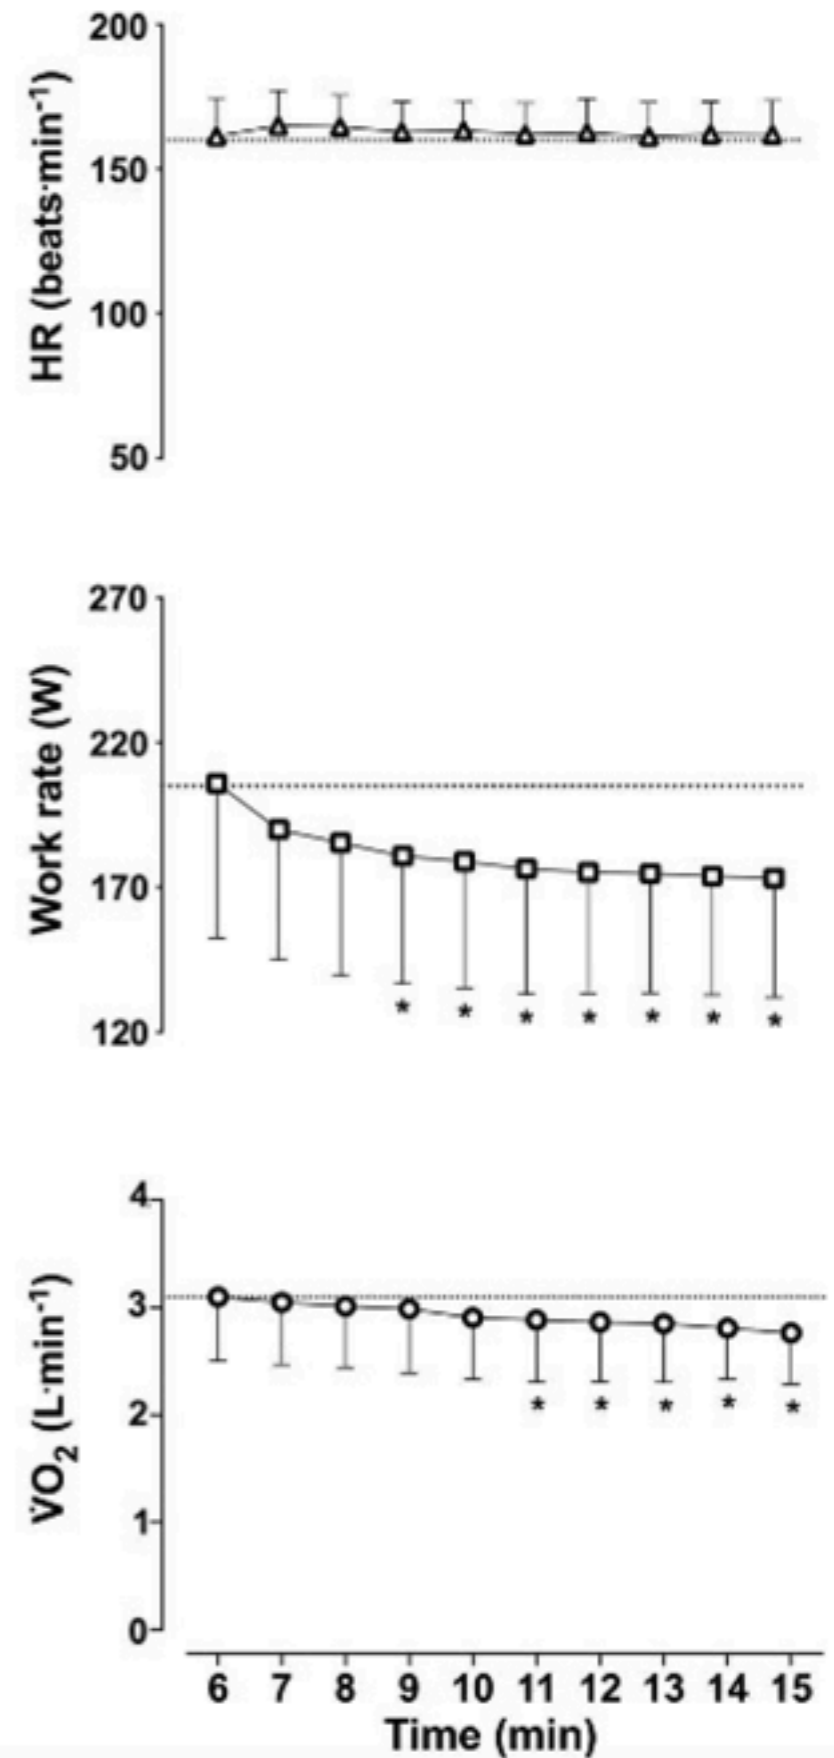 HR (beats·min⁻¹)
200
150
100
50
Work rate (W)
270
220
170
120
* * * * * * *
V̇O₂ (L·min⁻¹)
4
3
2
1
0
* * * * *
6 7 8 9 10 11 12 13 14 15
Time (min)